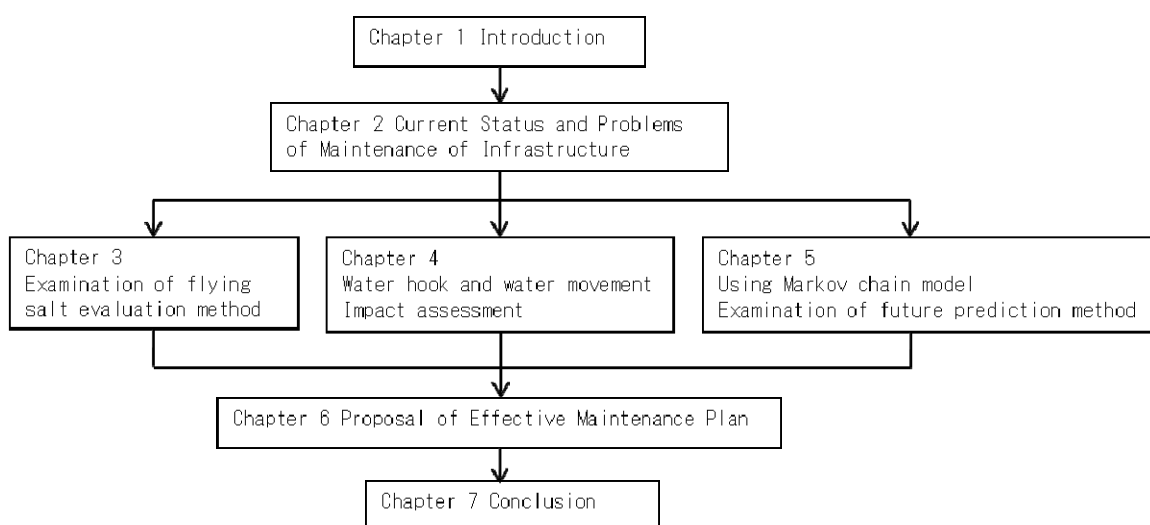 Chapter 1 Introduction
Chapter 2 Current Status and Problems
of Maintenance of Infrastructure
Chapter 3
Examination of flying
salt evaluation method
Chapter 4
Water hook and water movement
Impact assessment
Chapter 5
Using Markov chain model
Examination of future prediction method
Chapter 6 Proposal of Effective Maintenance Plan
Chapter 7 Conclusion